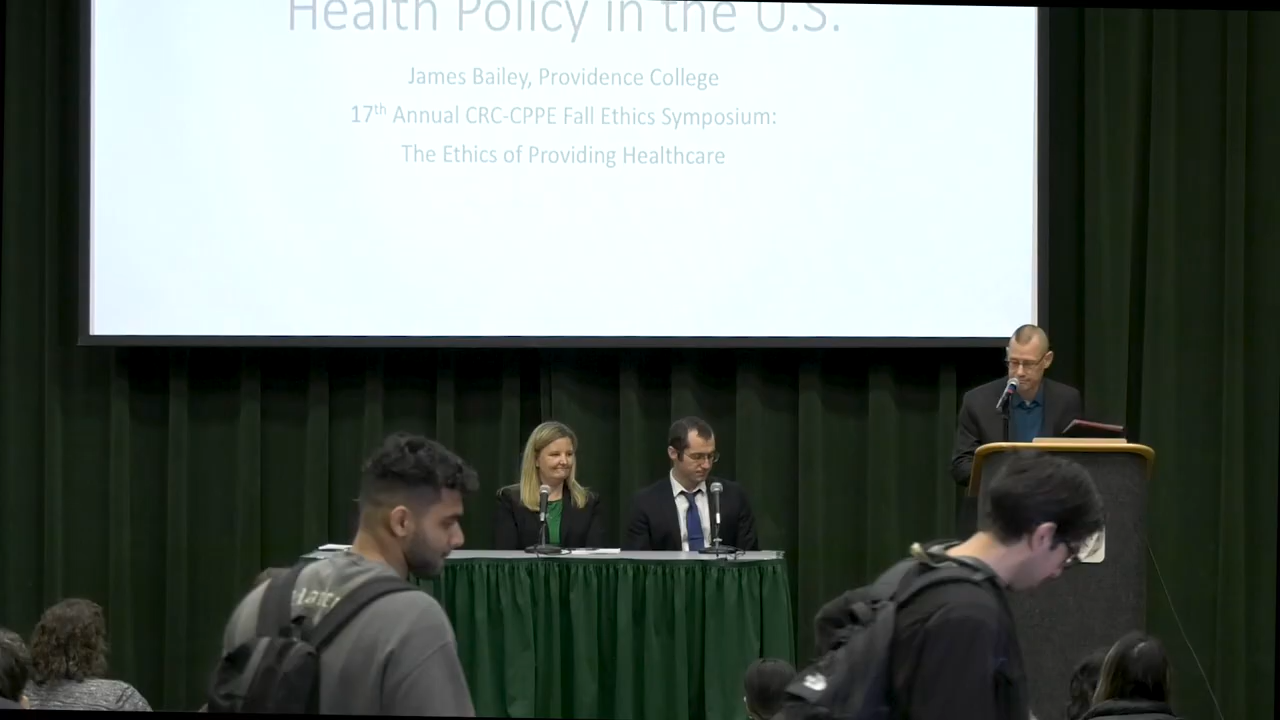 Health Policy in the U.S.
James Bailey, Providence College
17th Annual CRC-CPPE Fall Ethics Symposium:
The Ethics of Providing Healthcare